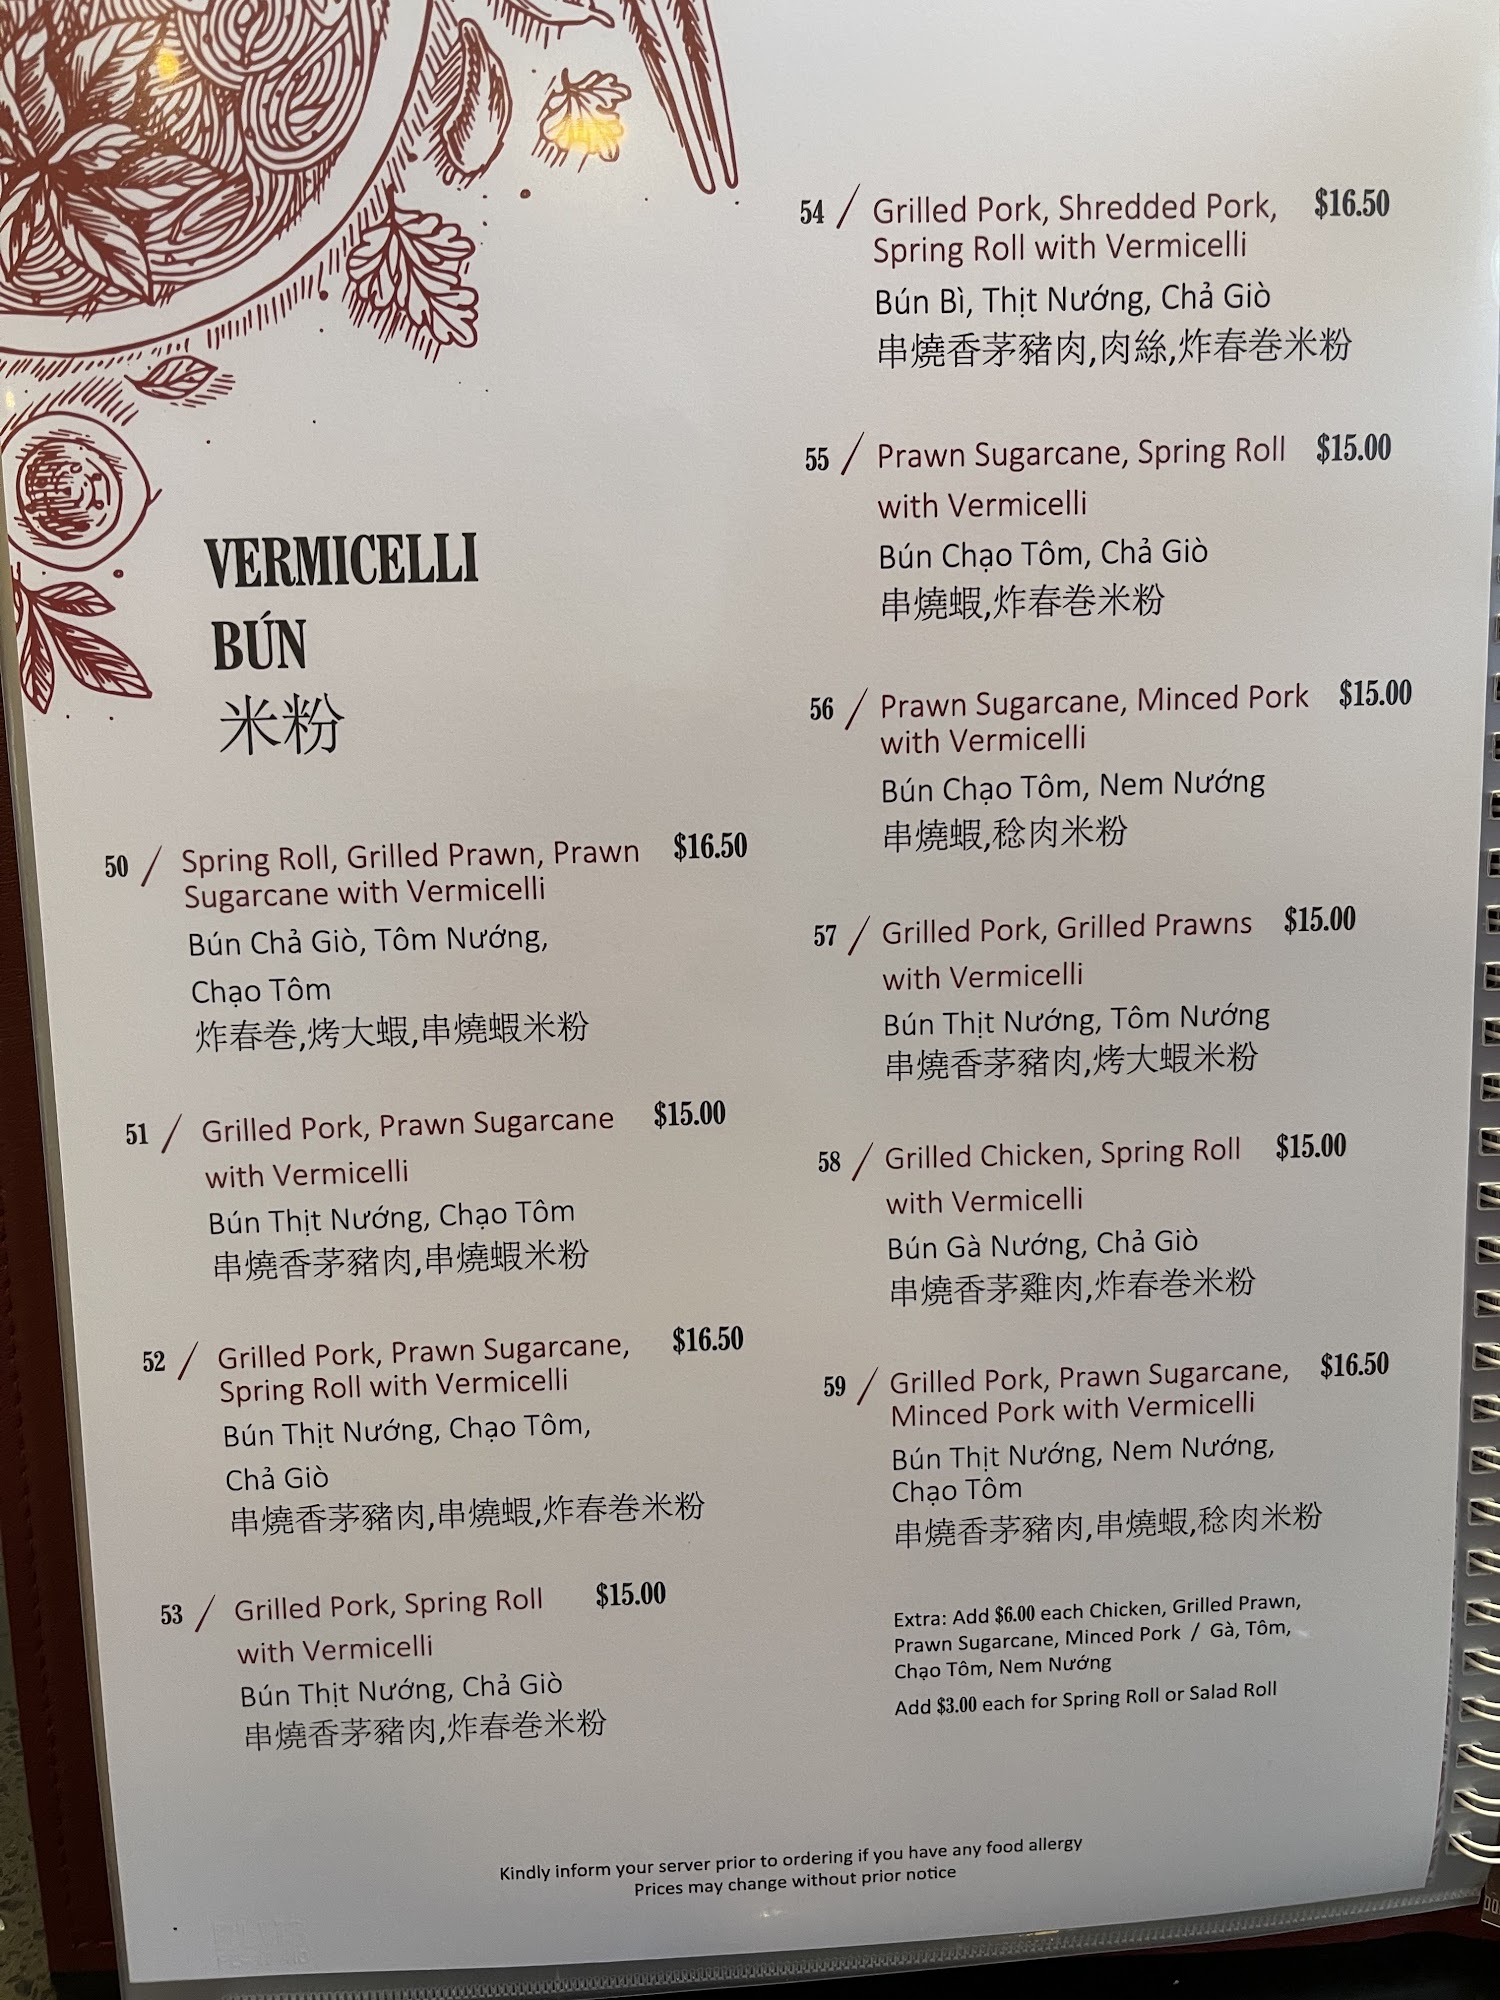 VERMICELLI
BÚN
米粉
50 / Spring Roll, Grilled Prawn, Prawn $16.50
Sugarcane with Vermicelli
Bún Chả Giò, Tôm Nướng,
Chạo Tôm
炸春巻,烤大蝦,串燒蝦米粉
51 / Grilled Pork, Prawn Sugarcane $15.00
with Vermicelli
Bún Thịt Nướng, Chạo Tôm
串燒香茅豬肉,串燒蝦米粉
52 / Grilled Pork, Prawn Sugarcane, $16.50
Spring Roll with Vermicelli
Bún Thịt Nướng, Chạo Tôm,
Chả Giò
串燒香茅豬肉,串燒蝦,炸春巻米粉
53 / Grilled Pork, Spring Roll $15.00
with Vermicelli
Bún Thịt Nướng, Chả Giò
串燒香茅豬肉,炸春巻米粉
54 / Grilled Pork, Shredded Pork, $16.50
Spring Roll with Vermicelli
Bún Bì, Thịt Nướng, Chả Giò
串燒香茅豬肉,肉絲,炸春巻米粉
55 / Prawn Sugarcane, Spring Roll $15.00
with Vermicelli
Bún Chạo Tôm, Chả Giò
串燒蝦,炸春巻米粉
56 / Prawn Sugarcane, Minced Pork $15.00
with Vermicelli
Bún Chạo Tôm, Nem Nướng
串燒蝦,稔肉米粉
57 / Grilled Pork, Grilled Prawns $15.00
with Vermicelli
Bún Thịt Nướng, Tôm Nướng
串燒香茅豬肉,烤大蝦米粉
58 / Grilled Chicken, Spring Roll $15.00
with Vermicelli
Bún Gà Nướng, Chả Giò
串燒香茅雞肉,炸春巻米粉
59 / Grilled Pork, Prawn Sugarcane, $16.50
Minced Pork with Vermicelli
Bún Thịt Nướng, Nem Nướng,
Chạo Tôm
串燒香茅豬肉,串燒蝦,稔肉米粉
Extra: Add $6.00 each Chicken, Grilled Prawn,
Prawn Sugarcane, Minced Pork / Gà, Tôm,
Chạo Tôm, Nem Nướng
Add $3.00 each for Spring Roll or Salad Roll
Kindly inform your server prior to ordering if you have any food allergy
Prices may change without prior notice